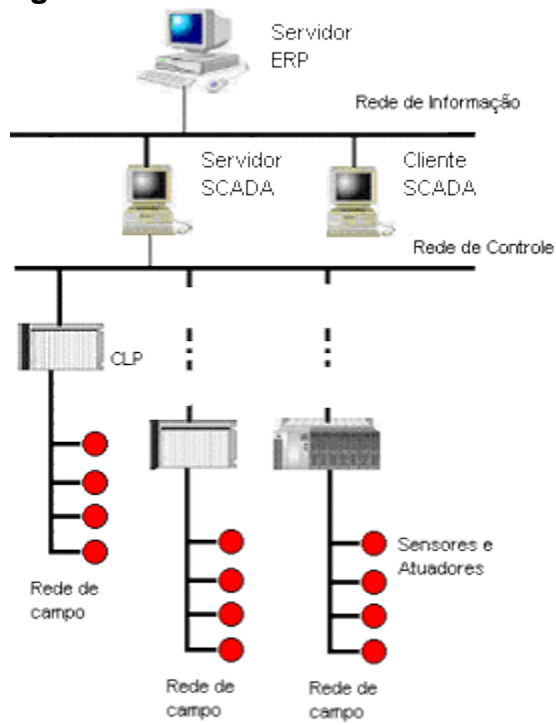 Servidor
ERP
Rede de Informação
Servidor
SCADA
Cliente
SCADA
Rede de Controle
CLP
Sensores e
Atuadores
Rede de
campo
Rede de
campo
Rede de
campo